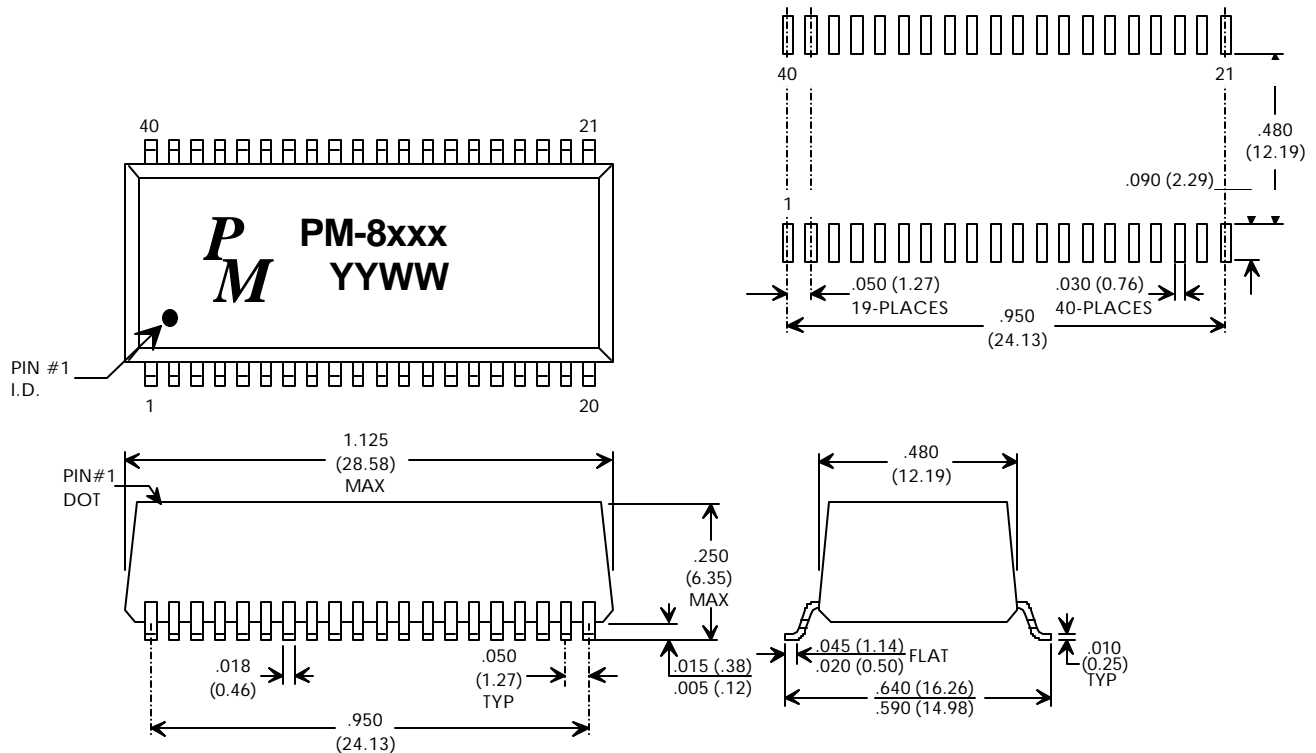 40
21
P
M
PM-8xxx
YYWW
PIN #1
I.D.
1
20
40
21
.480
(12.19)
.090 (2.29)
1
.050 (1.27)
19-PLACES
.030 (0.76)
40-PLACES
.950
(24.13)
1.125
(28.58)
MAX
PIN#1
DOT
.250
(6.35)
MAX
.018
(0.46)
.050
(1.27)
TYP
.015 (.38)
.005 (.12)
.950
(24.13)
.480
(12.19)
.045 (1.14)
.020 (0.50)
FLAT
.010
(0.25)
TYP
.640 (16.26)
.590 (14.98)